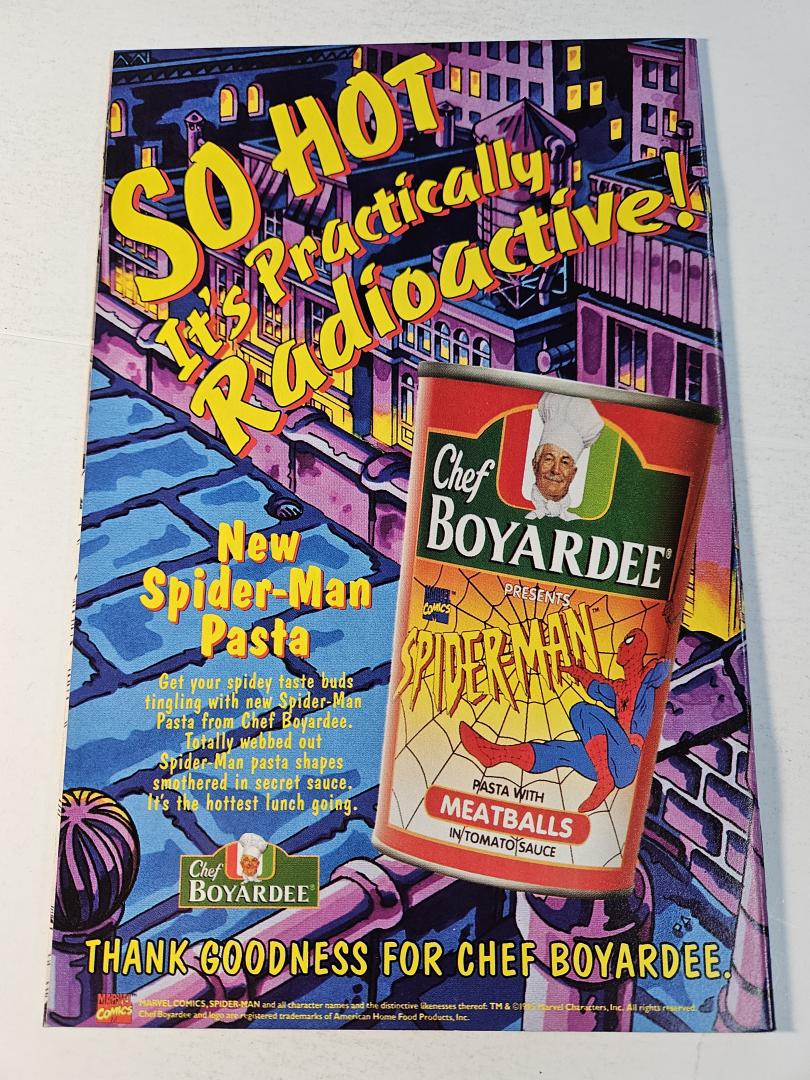 SO HOT
It's Practically
Radioactive!
Chef
BOYARDEE®
PRESENTS
MARVEL
COMICS™
SPIDER-MAN™
PASTA WITH
MEATBALLS
IN TOMATO SAUCE
New
Spider-Man
Pasta
Get your spidey taste buds
tingling with new Spider-Man
Pasta from Chef Boyardee.
Totally webbed out
Spider-Man pasta shapes
smothered in secret sauce.
It's the hottest lunch going.
Chef
BOYARDEE®
THANK GOODNESS FOR CHEF BOYARDEE.
MARVEL
COMICS
MARVEL COMICS, SPIDER-MAN and all character names and the distinctive likenesses thereof: TM & ©1995 Marvel Characters, Inc. All rights reserved.
Chef Boyardee and logo are registered trademarks of American Home Food Products, Inc.